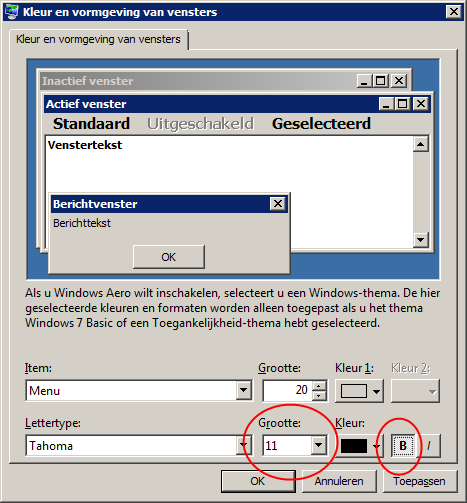 Kleur en vormgeving van vensters
Kleur en vormgeving van vensters
Inactief venster
Actief venster
Standaard Uitgeschakeld Geselecteerd
Venstertekst
Berichtvenster
Berichttekst
OK
Als u Windows Aero wilt inschakelen, selecteert u een Windows-thema. De hier
geselecteerde kleuren en formaten worden alleen toegepast als u het thema
Windows 7 Basic of een Toegankelijkheid-thema hebt geselecteerd.
Item: Grootte: Kleur 1: Kleur 2:
Menu 20
Lettertype: Grootte: Kleur:
Tahoma 11 B I
OK Annuleren Toepassen